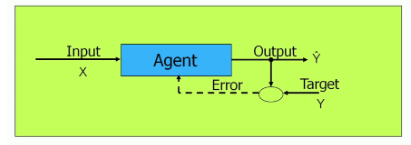 Input
X
Agent
Output
Ŷ
Error
Target
Y